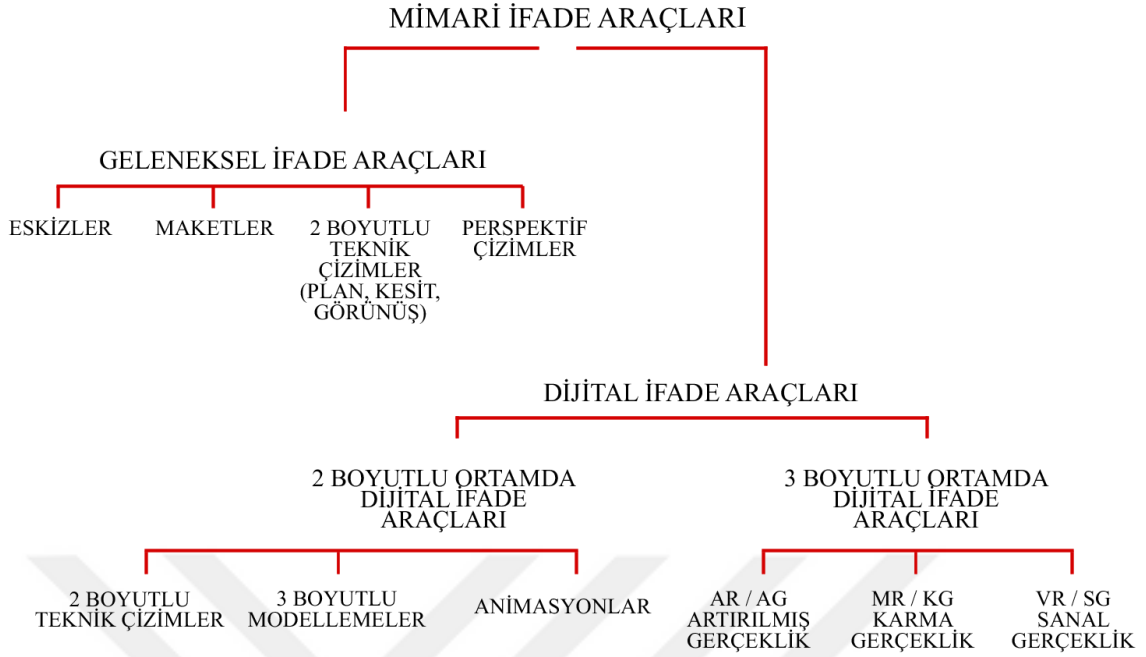 MİMARİ İFADE ARAÇLARI
GELENEKSEL İFADE ARAÇLARI
ESKİZLER
MAKETLER
2 BOYUTLU
TEKNİK
ÇİZİMLER
(PLAN, KESİT,
GÖRÜNÜŞ)
PERSPEKTİF
ÇİZİMLER
DİJİTAL İFADE ARAÇLARI
2 BOYUTLU ORTAMDA
DİJİTAL İFADE
ARAÇLARI
3 BOYUTLU ORTAMDA
DİJİTAL İFADE
ARAÇLARI
2 BOYUTLU
TEKNİK ÇİZİMLER
3 BOYUTLU
MODELLEMELER
ANİMASYONLAR
AR / AG
ARTIRILMIŞ
GERÇEKLİK
MR / KG
KARMA
GERÇEKLİK
VR / SG
SANAL
GERÇEKLİK